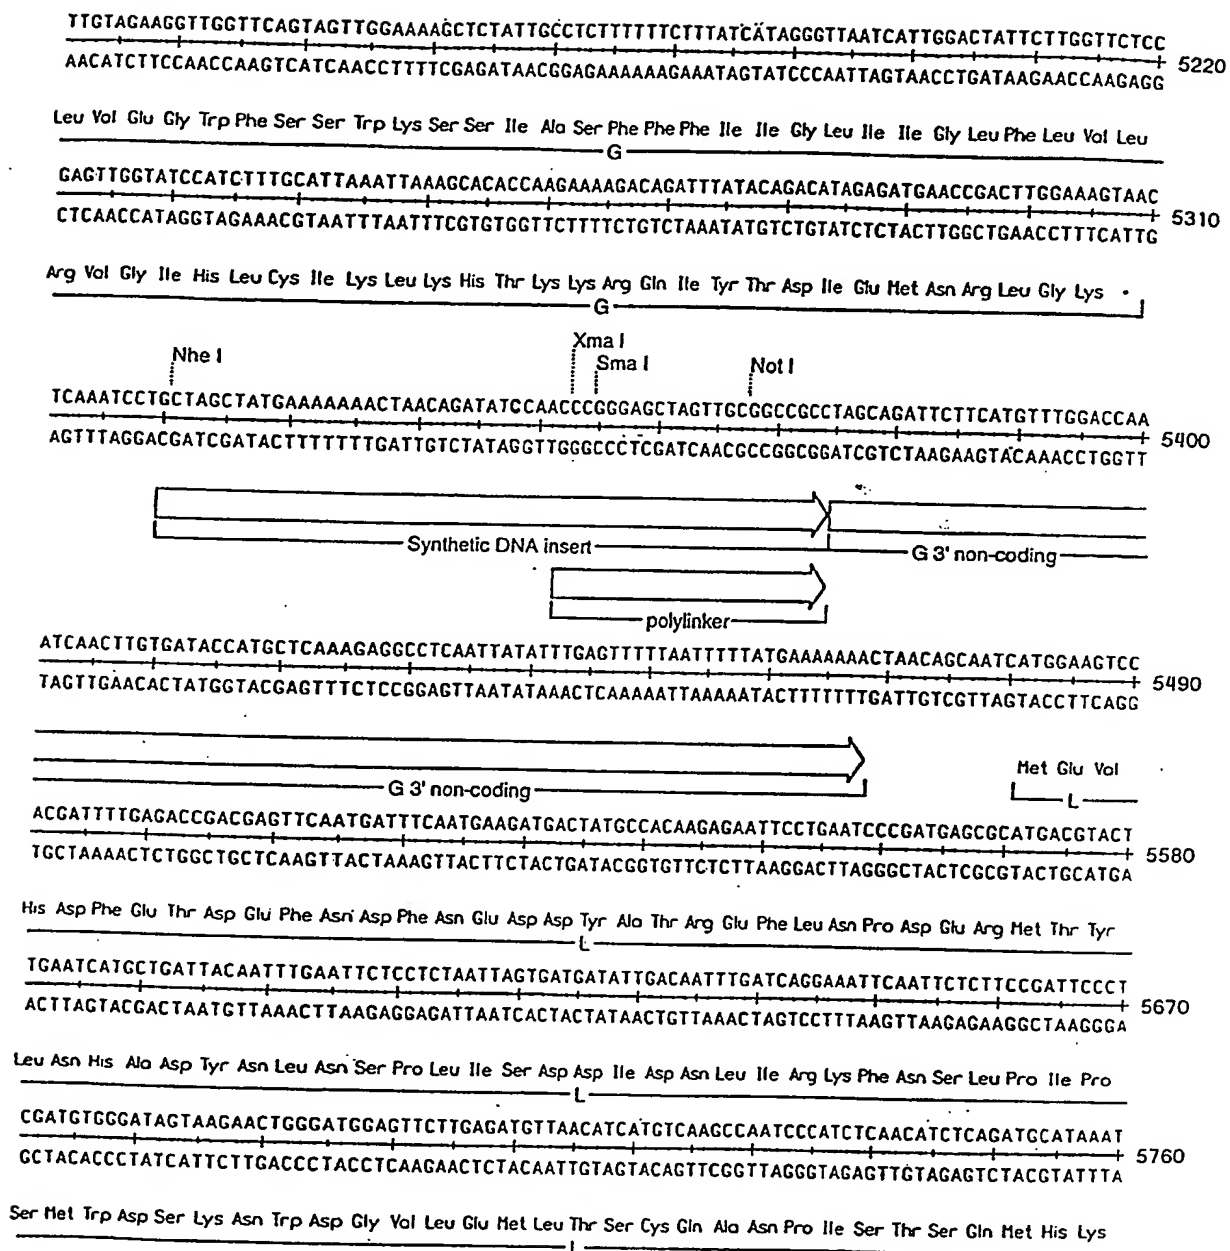 TTGTAGAAGGTTGGTTCAGTAGTTGGAAAAGCTCTATTGCCTCTTTTTTCTTTATCATAGGGTTAATCATTGGACTATTCTTGGTTCTCC
5220
AACATCTTCCAACCAAGTCATCAACCTTTTCGAGATAACGGAGAAAAAAGAAATAGTATCCCAATTAGTAACCTGATAAGAACCAAGAGG
Leu Val Glu Gly Trp Phe Ser Ser Trp Lys Ser Ser Ile Ala Ser Phe Phe Phe Ile Ile Gly Leu Ile Ile Gly Leu Phe Leu Val Leu
G
GAGTTGGTATCCATCTTTGCATTAAATTAAAGCACACCAAGAAAAGACAGATTTATACAGACATAGAGATGAACCGACTTGGAAAGTAAC
5310
CTCAACCATAGGTAGAAACGTAATTTAATTTCGTGTGGTTCTTTTCTGTCTAAATATGTCTGTATCTCTACTTGGCTGAACCTTTCATTG
Arg Val Gly Ile His Leu Cys Ile Lys Leu Lys His Thr Lys Lys Arg Gln Ile Tyr Thr Asp Ile Glu Met Asn Arg Leu Gly Lys •
G
Nhe I
Xma I
Sma I
Not I
TCAAATCCTGCTAGCTATGAAAAAAACTAACAGATATCCAACCCGGGAGCTAGTTGCGGCCGCCTAGCAGATTCTTCATGTTTGGACCAA
5400
AGTTTAGGACGATCGATACTTTTTTTGATTGTCTATAGGTTGGGCCCTCGATCAACGCCGGCGGATCGTCTAAGAAGTACAAACCTGGTT
Synthetic DNA insert
G 3' non-coding
polylinker
ATCAACTTGTGATACCATGCTCAAAGAGGCCTCAATTATATTTGAGTTTTTAATTTTTATGAAAAAAACTAACAGCAATCATGGAAGTCC
5490
TAGTTGAACACTATGGTACGAGTTTCTCCGGAGTTAATATAAACTCAAAAATTAAAAATACTTTTTTTGATTGTCGTTAGTACCTTCAGG
G 3' non-coding
Met Glu Val
L
ACGATTTTGAGACCGACGAGTTCAATGATTTCAATGAAGATGACTATGCCACAAGAGAATTCCTGAATCCCGATGAGCGCATGACGTACT
5580
TGCTAAAACTCTGGCTGCTCAAGTTACTAAAGTTACTTCTACTGATACGGTGTTCTCTTAAGGACTTAGGGCTACTCGCGTACTGCATGA
His Asp Phe Glu Thr Asp Glu Phe Asn Asp Phe Asn Glu Asp Asp Tyr Ala Thr Arg Glu Phe Leu Asn Pro Asp Glu Arg Met Thr Tyr
L
TGAATCATGCTGATTACAATTTGAATTCTCCTCTAATTAGTGATGATATTGACAATTTGATCAGGAAATTCAATTCTCTTCCGATTCCCT
5670
ACTTAGTACGACTAATGTTAAACTTAAGAGGAGATTAATCACTACTATAACTGTTAAACTAGTCCTTTAAGTTAAGAGAAGGCTAAGGGA
Leu Asn His Ala Asp Tyr Asn Leu Asn Ser Pro Leu Ile Ser Asp Asp Ile Asp Asn Leu Ile Arg Lys Phe Asn Ser Leu Pro Ile Pro
L
CGATGTGGGATAGTAAGAACTGGGATGGAGTTCTTGAGATGTTAACATCATGTCAAGCCAATCCCATCTCAACATCTCAGATGCATAAAT
5760
GCTACACCCTATCATTCTTGACCCTACCTCAAGAACTCTACAATTGTAGTACAGTTCGGTTAGGGTAGAGTTGTAGAGTCTACGTATTTA
Ser Met Trp Asp Ser Lys Asn Trp Asp Gly Val Leu Glu Met Leu Thr Ser Cys Gln Ala Asn Pro Ile Ser Thr Ser Gln Met His Lys
L